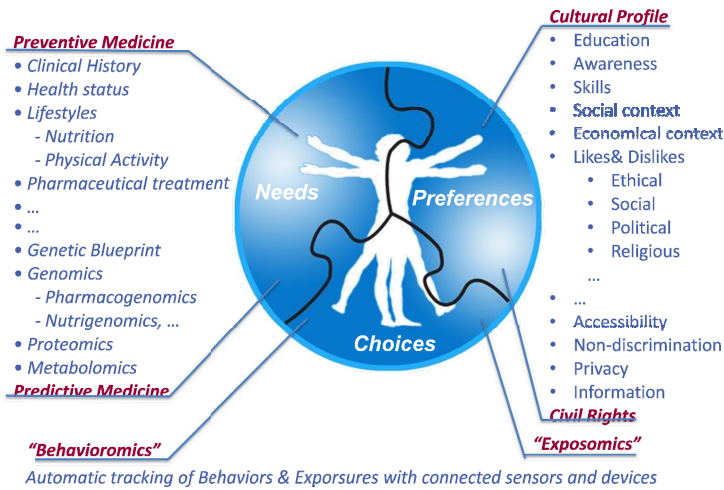 Preventive Medicine
• Clinical History
• Health status
• Lifestyles
- Nutrition
- Physical Activity
• Pharmaceutical treatment
• ...
• ...
• Genetic Blueprint
• Genomics
- Pharmacogenomics
- Nutrigenomics, ...
• Proteomics
• Metabolomics
Predictive Medicine
Needs
Preferences
Choices
Cultural Profile
• Education
• Awareness
• Skills
• Social context
• Economical context
• Likes& Dislikes
• Ethical
• Social
• Political
• Religious
...
• ...
• Accessibility
• Non-discrimination
• Privacy
• Information
Civil Rights
"Behavioromics"
"Exposomics"
Automatic tracking of Behaviors & Exporsures with connected sensors and devices